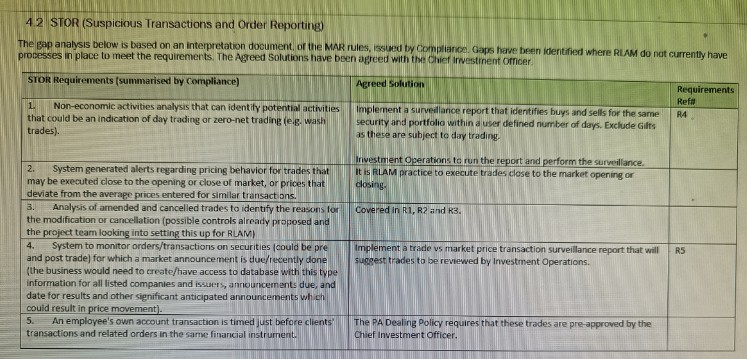 4.2 STOR (Suspicious Transactions and Order Reporting)
The gap analysis below is based on an interpretation document, of the MAR rules, issued by Compliance. Gaps have been identified where RLAM do not currently have
processes in place to meet the requirements. The Agreed Solutions have been agreed with the Chief Investment Officer.
STOR Requirements (summarised by Compliance)
Agreed Solution
Requirements
Ref#
1. Non-economic activities analysis that can identify potential activities
that could be an indication of day trading or zero-net trading (e.g. wash
trades).
Implement a surveillance report that identifies buys and sells for the same
security and portfolio within a user defined number of days. Exclude Gilts
as these are subject to day trading.
Investment Operations to run the report and perform the surveillance.
R4
2. System generated alerts regarding pricing behavior for trades that
may be executed close to the opening or close of market, or prices that
deviate from the average prices entered for similar transactions.
It is RLAM practice to execute trades close to the market opening or
closing.
3. Analysis of amended and cancelled trades to identify the reasons for
the modification or cancellation (possible controls already proposed and
the project team looking into setting this up for RLAM)
Covered in R1, R2 and R3.
4. System to monitor orders/transactions on securities (could be pre
and post trade) for which a market announcement is due/recently done
(the business would need to create/have access to database with this type
information for all listed companies and issuers, announcements due, and
date for results and other significant anticipated announcements which
could result in price movement).
Implement a trade vs market price transaction surveillance report that will
suggest trades to be reviewed by Investment Operations.
R5
5. An employee's own account transaction is timed just before clients'
transactions and related orders in the same financial instrument.
The PA Dealing Policy requires that these trades are pre-approved by the
Chief Investment Officer.